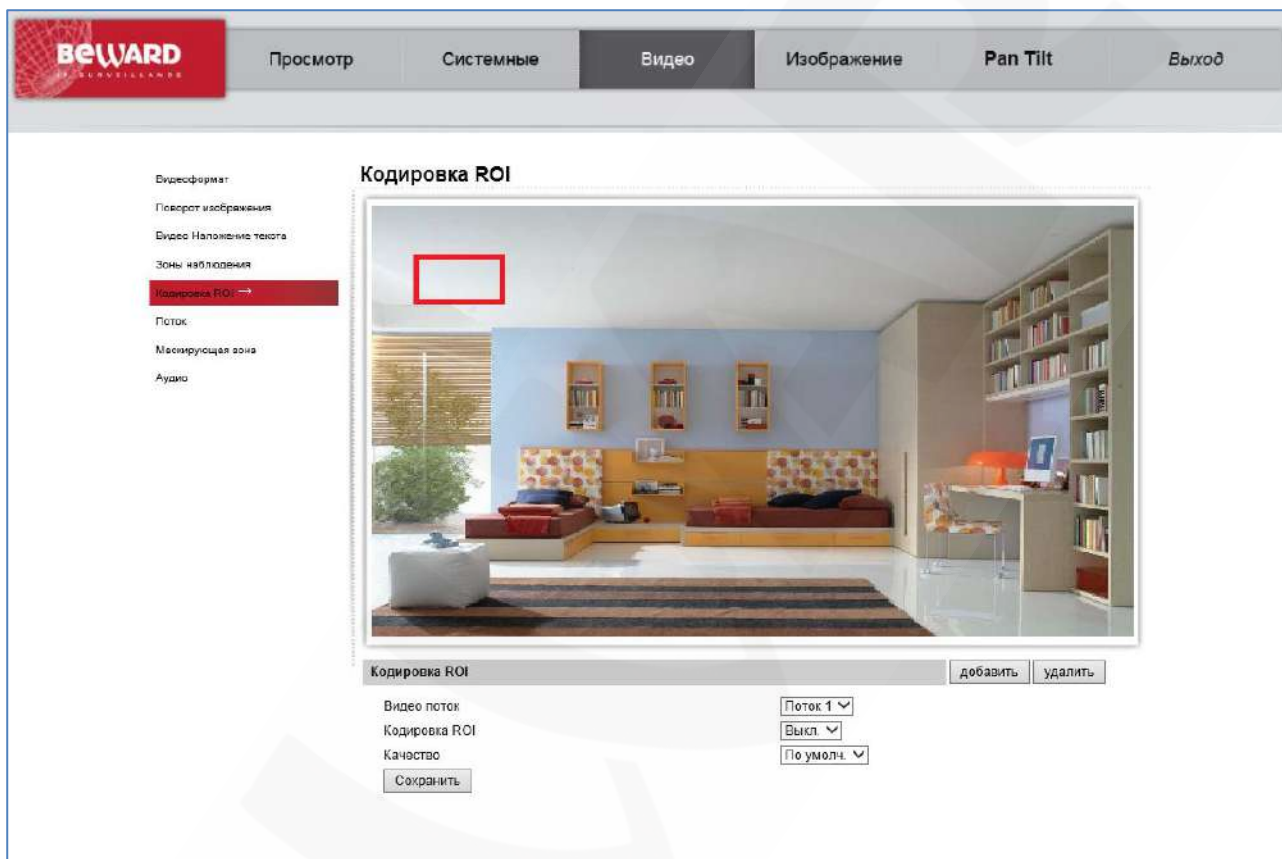 BEWARD
IP SURVEILLANCE
Просмотр
Системные
Видео
Изображение
Pan Tilt
Выход
Видеоформат
Поворот изображения
Видео Наложение текста
Зоны наблюдения
Кодировка ROI →
Поток
Маскирующая зона
Аудио
Кодировка ROI
Кодировка ROI
добавить
удалить
Видео поток
Поток 1
Кодировка ROI
Выкл.
Качество
По умолч.
Сохранить